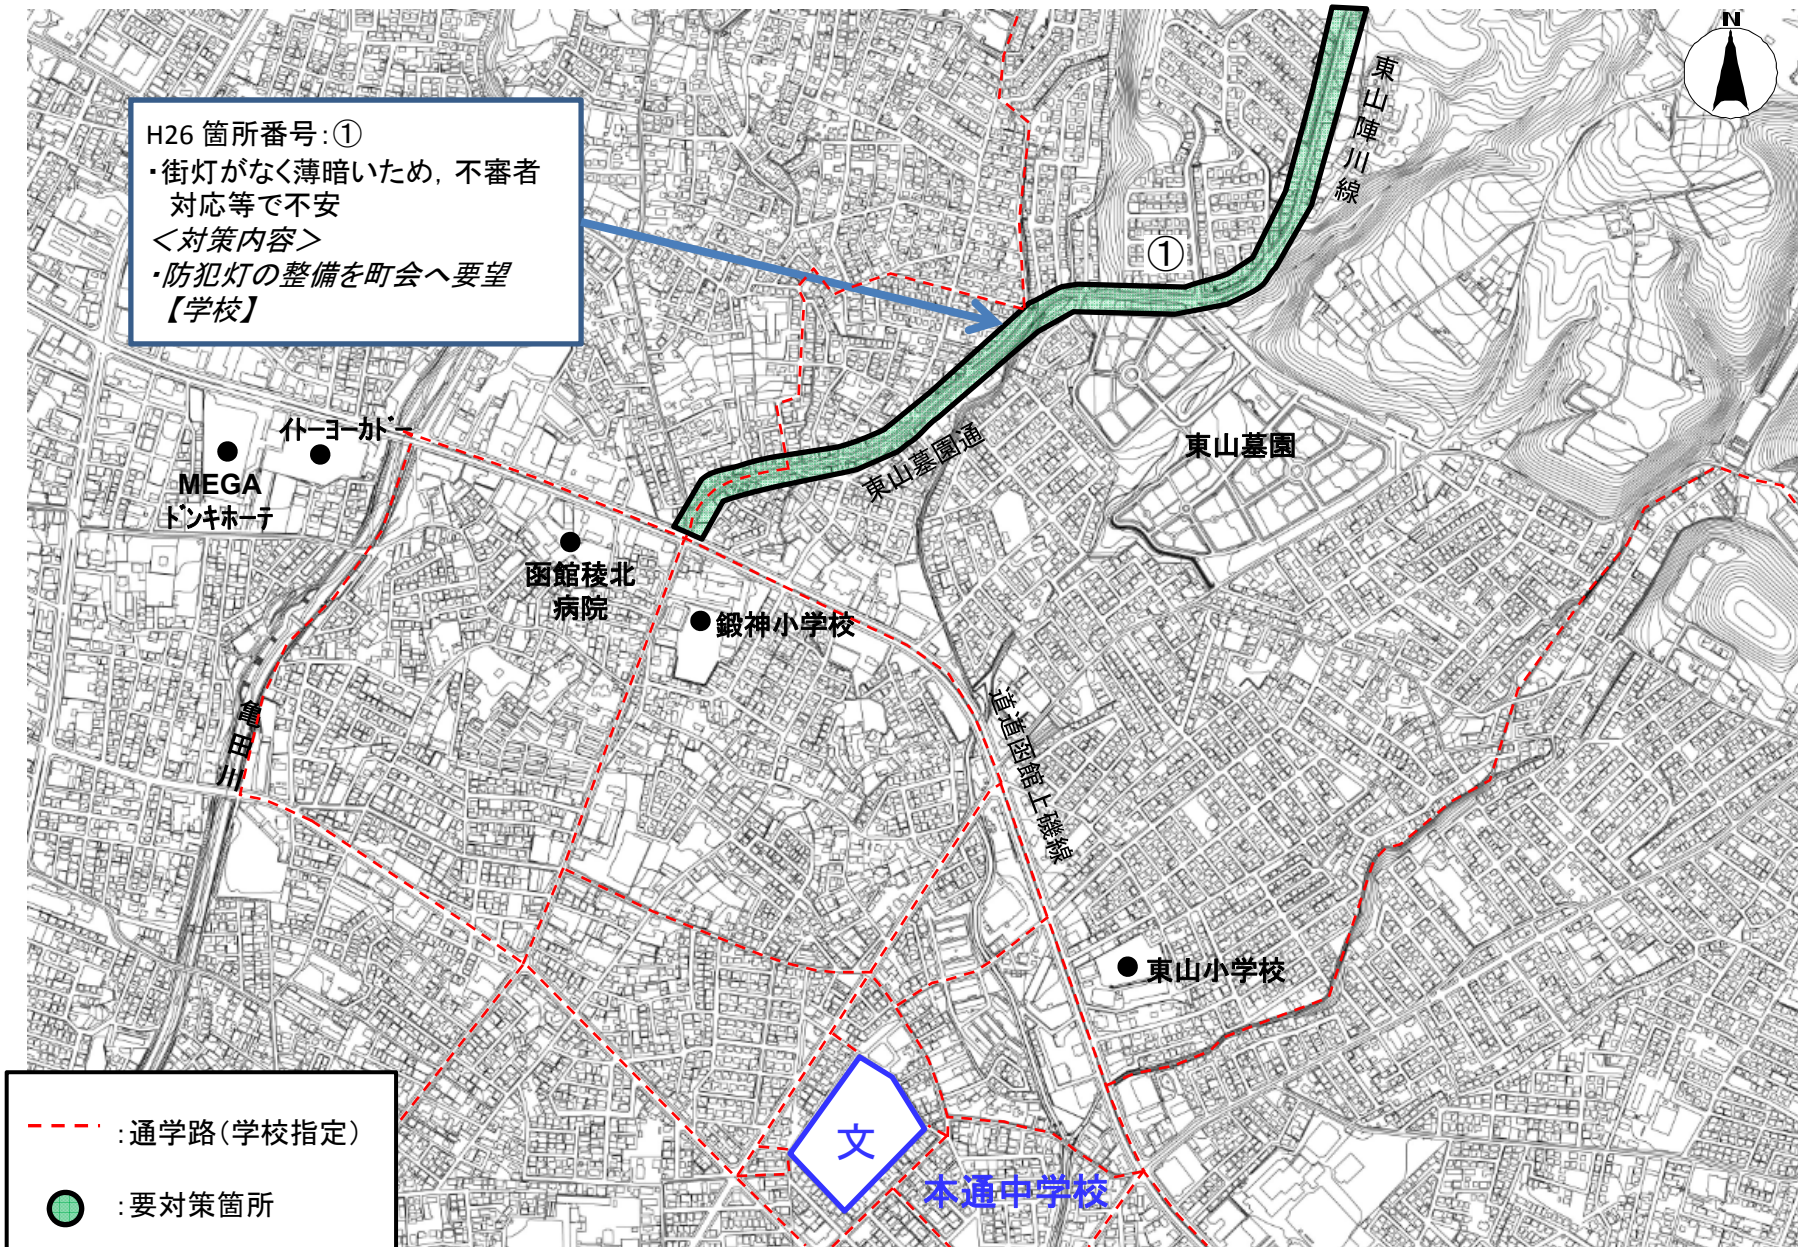 N
H26 箇所番号:①
・街灯がなく薄暗いため，不審者
対応等で不安
＜対策内容＞
・防犯灯の整備を町会へ要望
【学校】
東山陣川線
①
イトーヨーカドー
MEGA
ドンキホーテ
東山墓園通
東山墓園
函館稜北
病院
鍛神小学校
亀田川
道道函館上磯線
東山小学校
文
本通中学校
:通学路(学校指定)
:要対策箇所